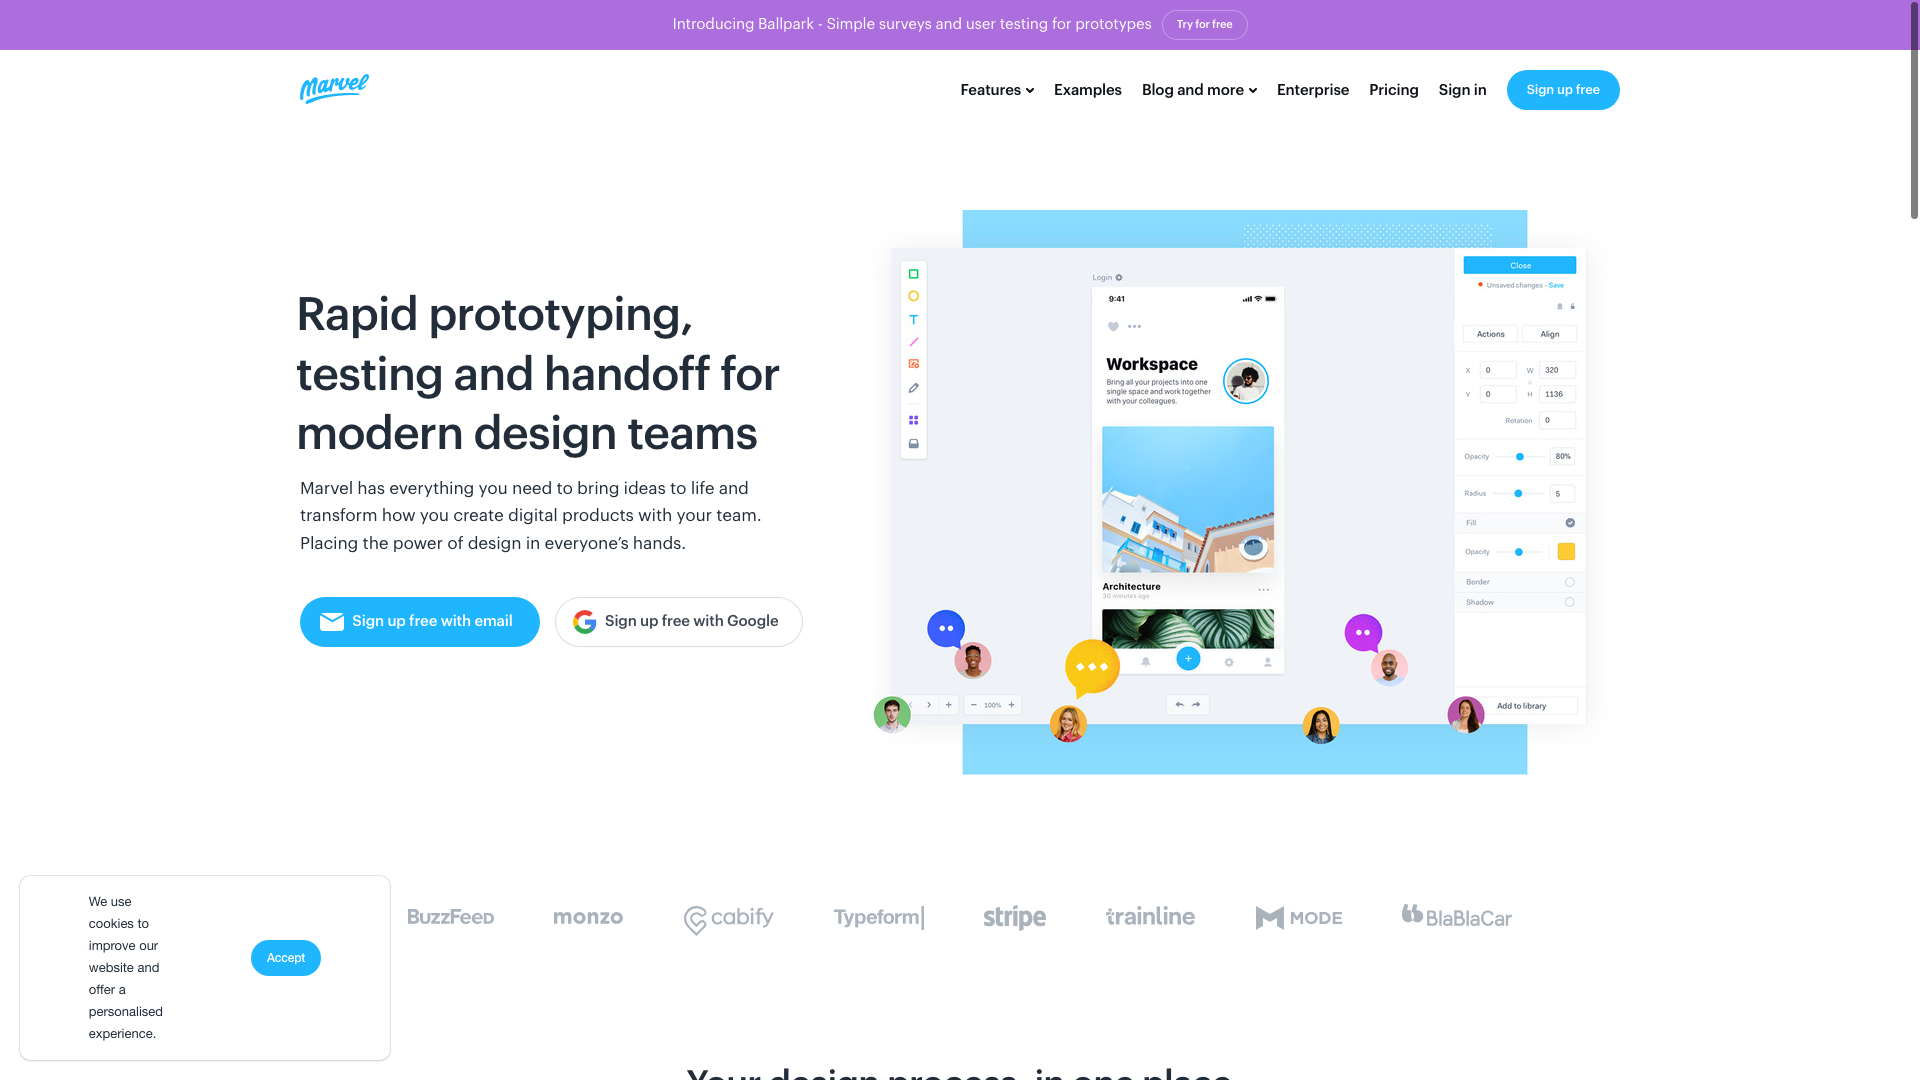 Introducing Ballpark - Simple surveys and user testing for prototypes
Try for free
Marvel
Features
Examples
Blog and more
Enterprise
Pricing
Sign in
Sign up free
Rapid prototyping,
testing and handoff for
modern design teams
Marvel has everything you need to bring ideas to life and
transform how you create digital products with your team.
Placing the power of design in everyone’s hands.
Sign up free with email
Sign up free with Google
Login
9:41
Workspace
Bring all your projects into one
single space and work together
with your colleagues.
Architecture
30 minutes ago
100%
Close
Unsaved changes - Save
Actions
Align
X 0 W 320
Y 0 H 1136
Rotation 0
Opacity 80%
Radius 5
Fill
Opacity
Border
Shadow
Add to library
BuzzFeed
monzo
cabify
Typeform
stripe
trainline
MODE
BlaBlaCar
We use
cookies to
improve our
website and
offer a
personalised
experience.
Accept
Your design process, in one place